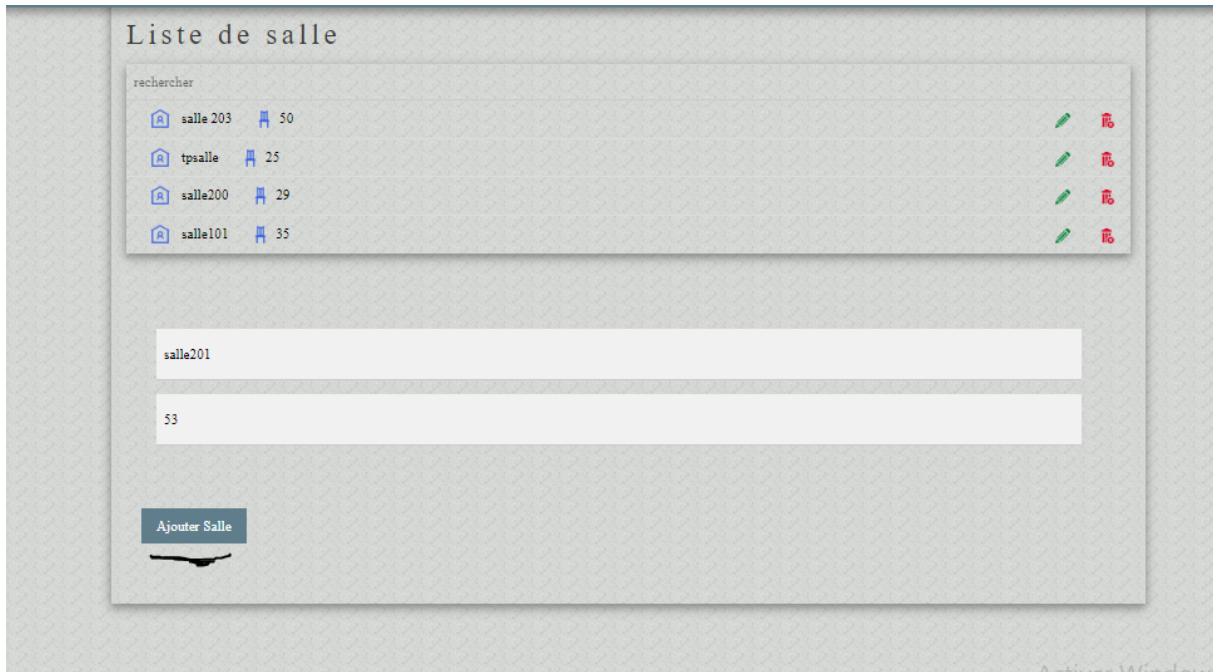 Liste de salle
rechercher
salle 203 50
tpsalle 25
salle200 29
salle101 35
salle201
53
Ajouter Salle